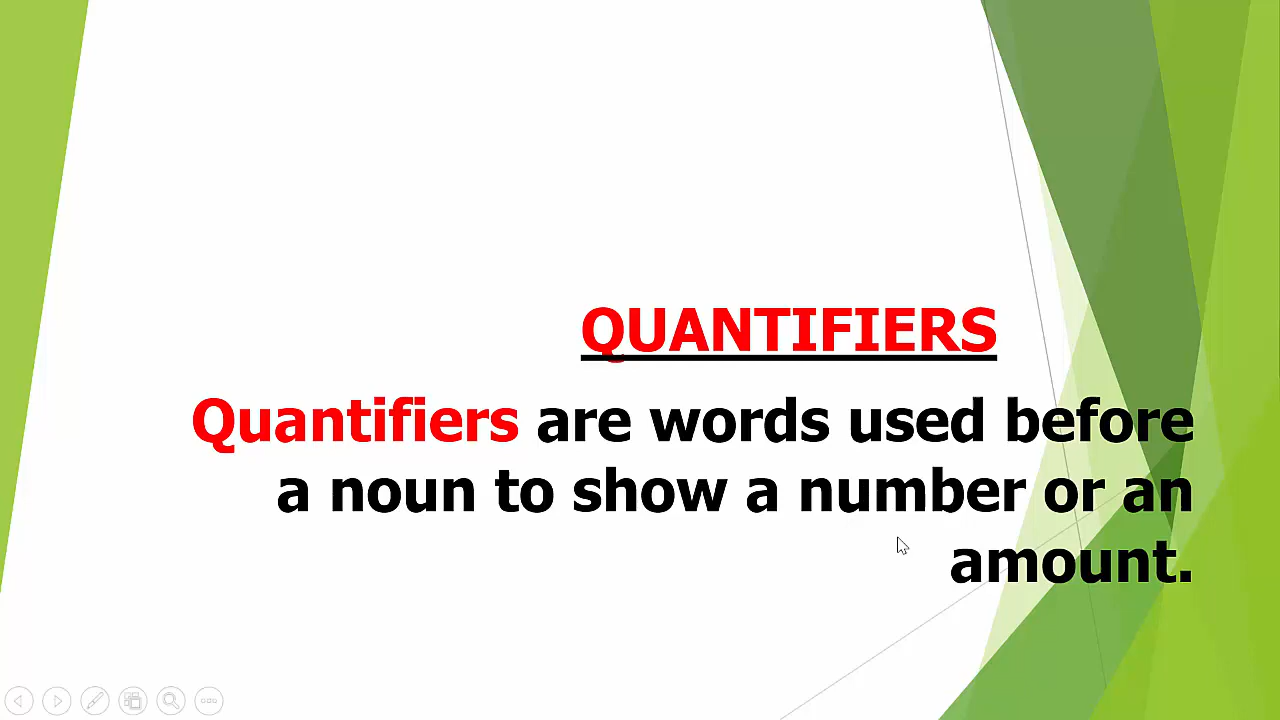 QUANTIFIERS
Quantifiers are words used before
a noun to show a number or an
amount.